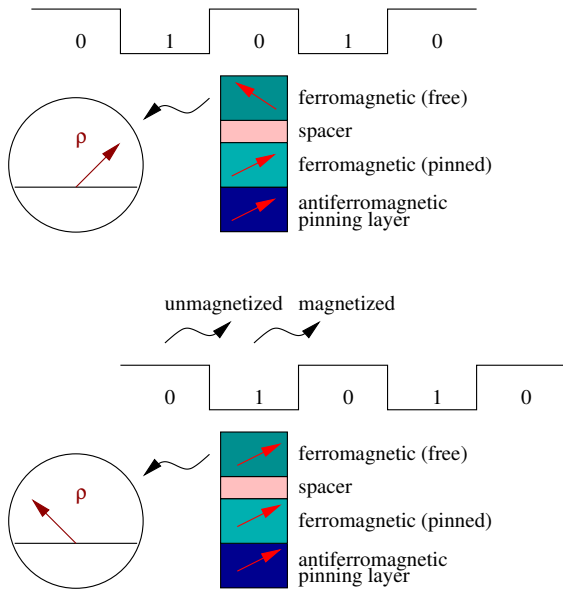 0 1 0 1 0
ferromagnetic (free)
spacer
ρ
ferromagnetic (pinned)
antiferromagnetic
pinning layer
unmagnetized magnetized
0 1 0 1 0
ferromagnetic (free)
spacer
ρ
ferromagnetic (pinned)
antiferromagnetic
pinning layer